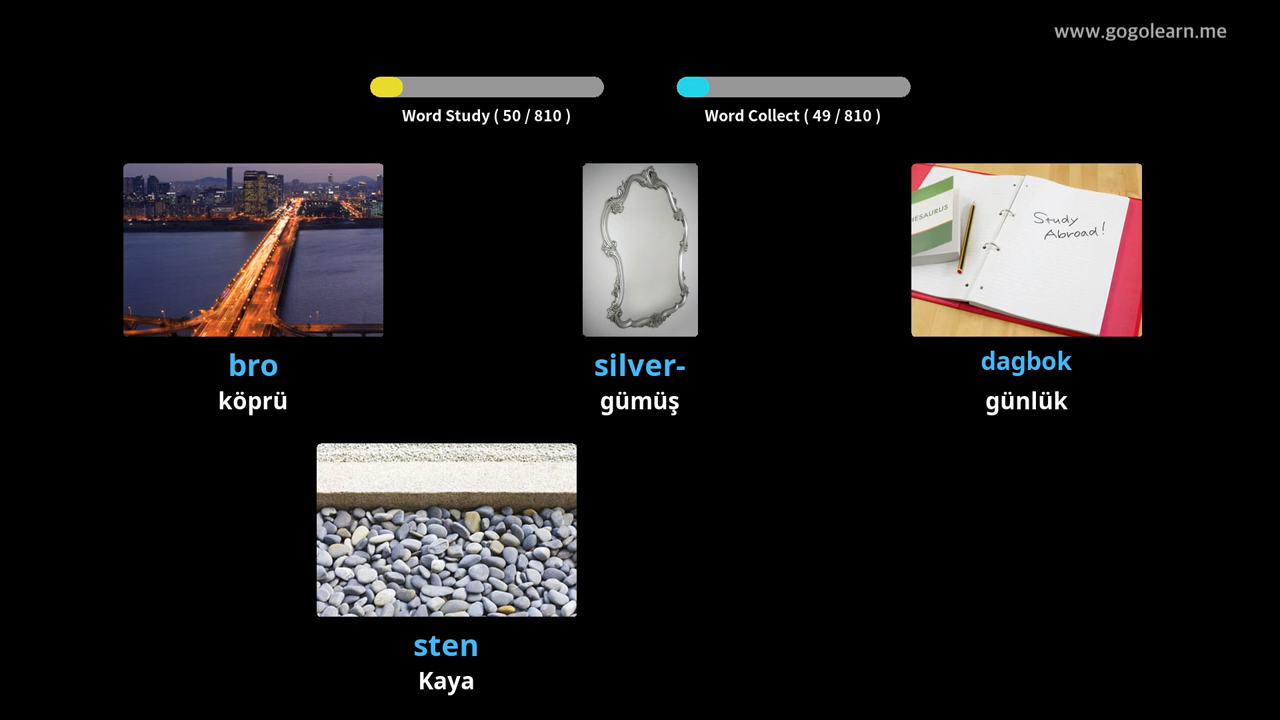 www.gogolearn.me
Word Study ( 50 / 810 )
Word Collect ( 49 / 810 )
HESAURUS
Study
Abroad!
bro
silver-
dagbok
köprü
gümüş
günlük
sten
Kaya